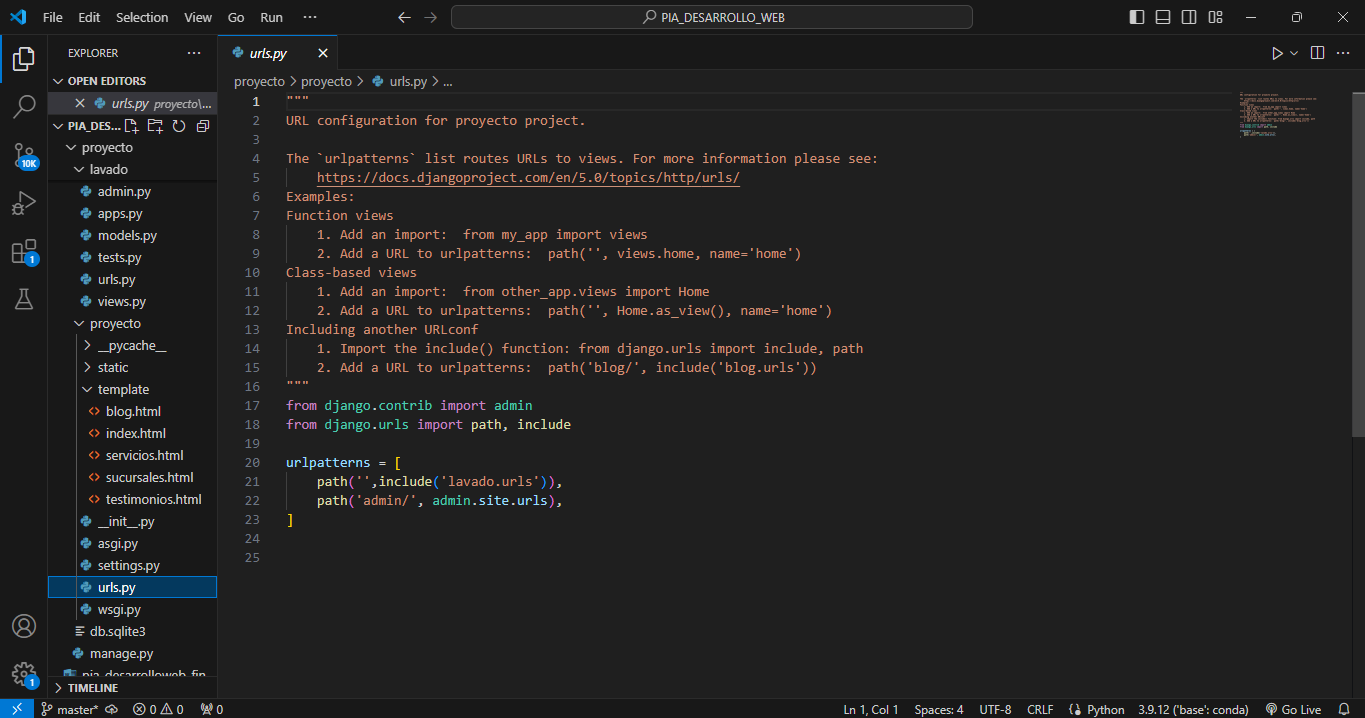 File Edit Selection View Go Run ··· PIA_DESARROLLO_WEB
EXPLORER ···
OPEN EDITORS
urls.py proyecto\...
PIA_DES...
proyecto
lavado
admin.py
apps.py
models.py
tests.py
urls.py
views.py
proyecto
__pycache__
static
template
blog.html
index.html
servicios.html
sucursales.html
testimonios.html
__init__.py
asgi.py
settings.py
urls.py
wsgi.py
db.sqlite3
manage.py
pia_desarrolloweb_fin
TIMELINE
10K
1
1
urls.py
proyecto > proyecto > urls.py > ...
1 """
2 URL configuration for proyecto project.
3
4 The `urlpatterns` list routes URLs to views. For more information please see:
5     https://docs.djangoproject.com/en/5.0/topics/http/urls/
6 Examples:
7 Function views
8     1. Add an import:  from my_app import views
9     2. Add a URL to urlpatterns:  path('', views.home, name='home')
10 Class-based views
11     1. Add an import:  from other_app.views import Home
12     2. Add a URL to urlpatterns:  path('', Home.as_view(), name='home')
13 Including another URLconf
14     1. Import the include() function: from django.urls import include, path
15     2. Add a URL to urlpatterns:  path('blog/', include('blog.urls'))
16 """
17 from django.contrib import admin
18 from django.urls import path, include
19
20 urlpatterns = [
21     path('',include('lavado.urls')),
22     path('admin/', admin.site.urls),
23 ]
24
25
master* 0 0 0 Ln 1, Col 1 Spaces: 4 UTF-8 CRLF Python 3.9.12 ('base': conda) Go Live